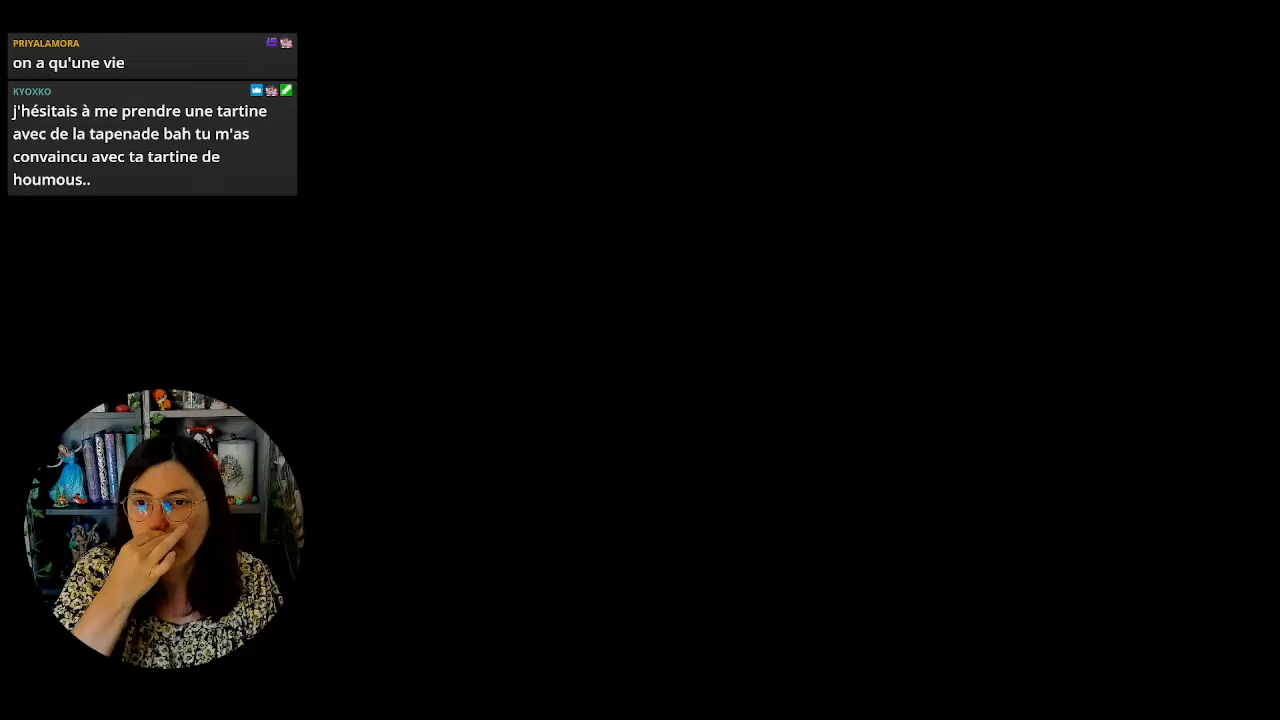 PRIYALAMORA
on a qu'une vie
KYOXKO
j'hésitais à me prendre une tartine
avec de la tapenade bah tu m'as
convaincu avec ta tartine de
houmous..